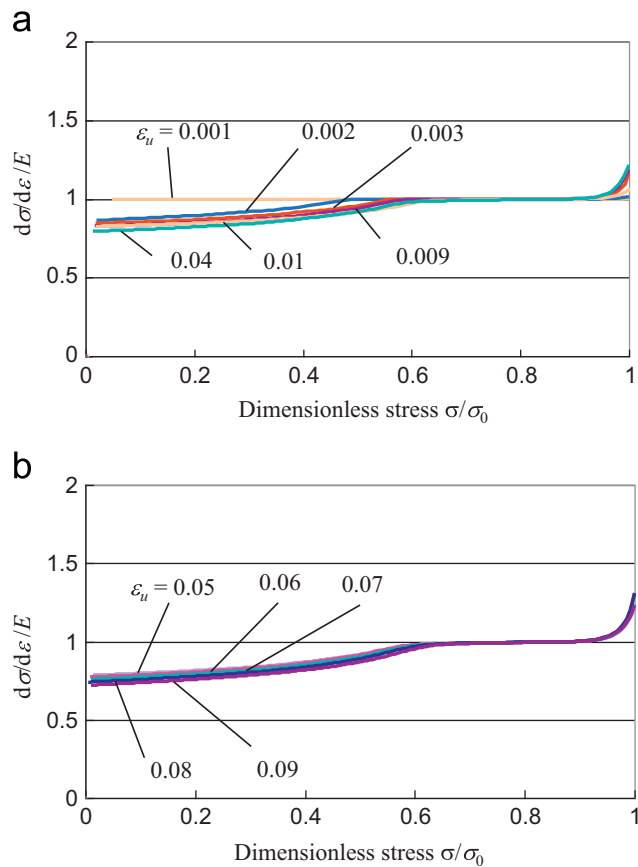 a
2
1.5
εu = 0.001
0.002
0.003
dσ/dε/E
1
0.5
0.04
0.01
0.009
0
0 0.2 0.4 0.6 0.8 1
Dimensionless stress σ/σ0
b
2
1.5
εu = 0.05
0.06
0.07
dσ/dε/E
1
0.5
0.08
0.09
0
0 0.2 0.4 0.6 0.8 1
Dimensionless stress σ/σ0